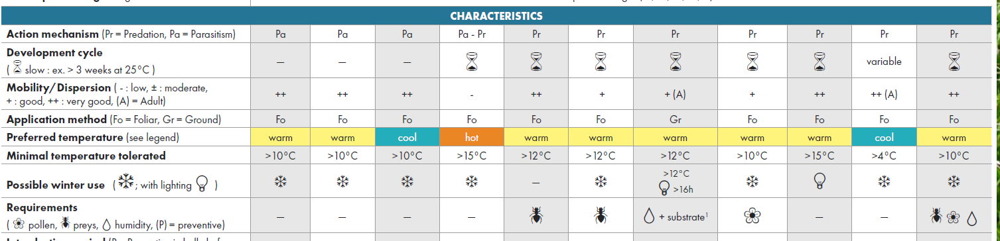 CHARACTERISTICS
Action mechanism (Pr = Predation, Pa = Parasitism) Pa Pa Pa Pa - Pr Pr Pr Pr Pr Pr Pr Pr
Development cycle
( slow : ex. > 3 weeks at 25°C ) – – – variable
Mobility/Dispersion ( - : low, ± : moderate,
+ : good, ++ : very good, (A) = Adult) ++ ++ ++ - ++ + + (A) + ++ ++ (A) ++
Application method (Fo = Foliar, Gr = Ground) Fo Fo Fo Fo Fo Fo Gr Fo Fo Fo Fo
Preferred temperature (see legend) warm warm cool hot warm warm warm warm warm cool warm
Minimal temperature tolerated >10°C >10°C >10°C >15°C >12°C >12°C >12°C >10°C >15°C >4°C >10°C
Possible winter use ( ; with lighting ) – >12°C
>16h
Requirements
( pollen, preys, humidity, (P) = preventive) – – – – + substrate¹ – –